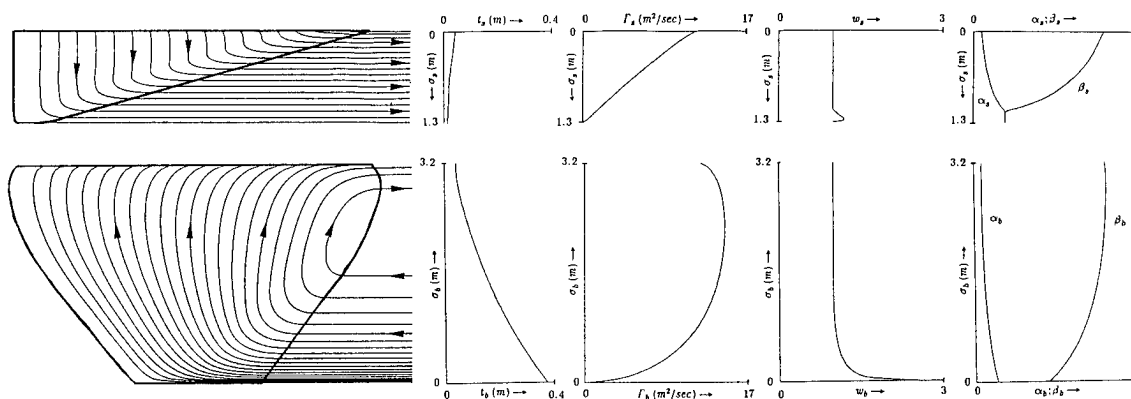 0 t_s (m) → 0.4
0 Γ_s (m²/sec) → 17
0 w_s → 3
0 α_s; β_s →
0
← σ_s (m)
1.3
0
← σ_s (m)
1.3
0
← σ_s (m)
1.3
0
← σ_s (m)
1.3
α_s
β_s
3.2
σ_b (m) →
0
3.2
σ_b (m) →
0
3.2
σ_b (m) →
0
3.2
σ_b (m) →
0
α_b
β_b
0 t_b (m) → 0.4
0 Γ_b (m²/sec) → 17
0 w_b → 3
0 α_b; β_b →